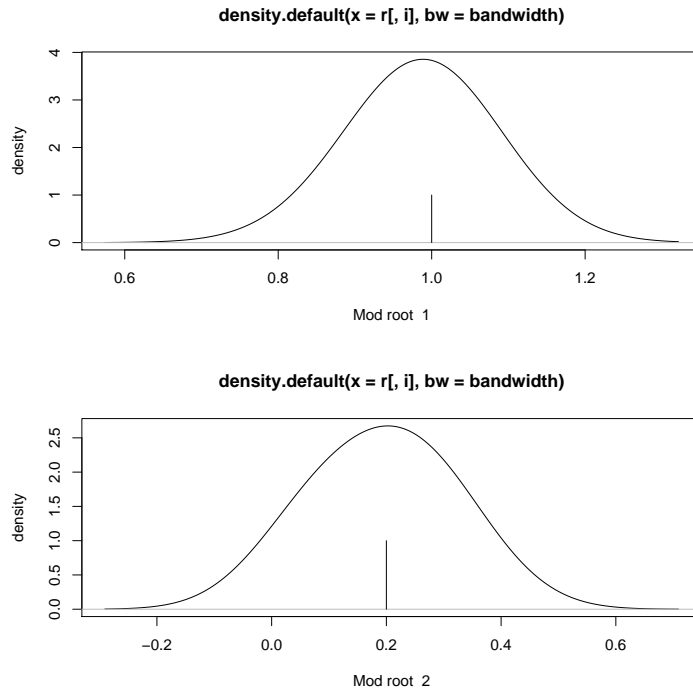 density.default(x = r[, i], bw = bandwidth)
4
3
2
1
0
density
0.6 0.8 1.0 1.2
Mod root 1
density.default(x = r[, i], bw = bandwidth)
2.5
2.0
1.5
1.0
0.5
0.0
density
−0.2 0.0 0.2 0.4 0.6
Mod root 2